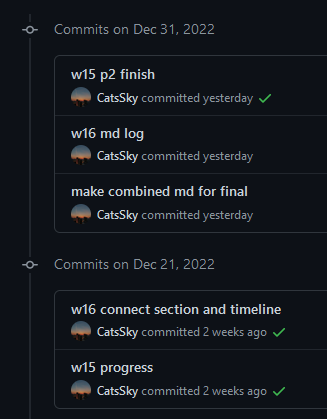 Commits on Dec 31, 2022
w15 p2 finish
CatsSky committed yesterday
w16 md log
CatsSky committed yesterday
make combined md for final
CatsSky committed yesterday
Commits on Dec 21, 2022
w16 connect section and timeline
CatsSky committed 2 weeks ago
w15 progress
CatsSky committed 2 weeks ago